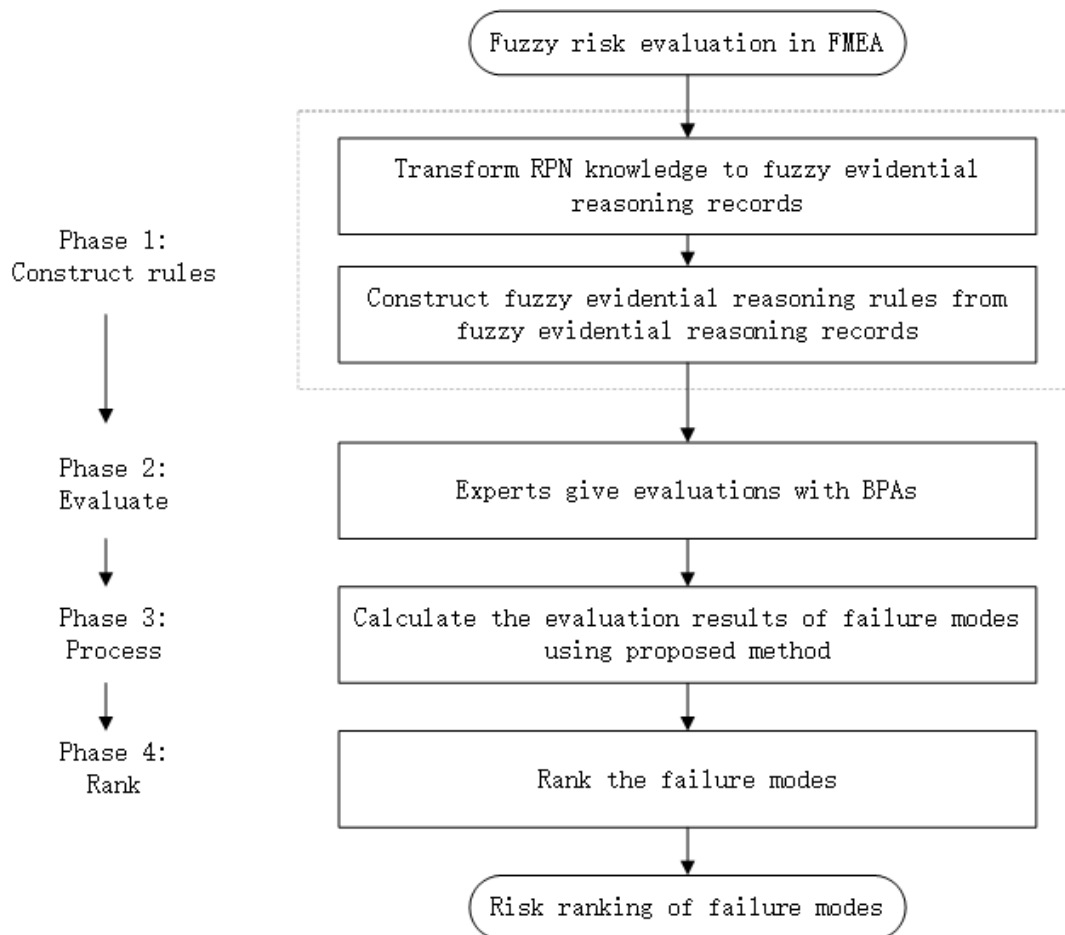 Fuzzy risk evaluation in FMEA
Transform RPN knowledge to fuzzy evidential
reasoning records
Phase 1:
Construct rules
Construct fuzzy evidential reasoning rules from
fuzzy evidential reasoning records
Phase 2:
Evaluate
Experts give evaluations with BPAs
Phase 3:
Process
Calculate the evaluation results of failure modes
using proposed method
Phase 4:
Rank
Rank the failure modes
Risk ranking of failure modes